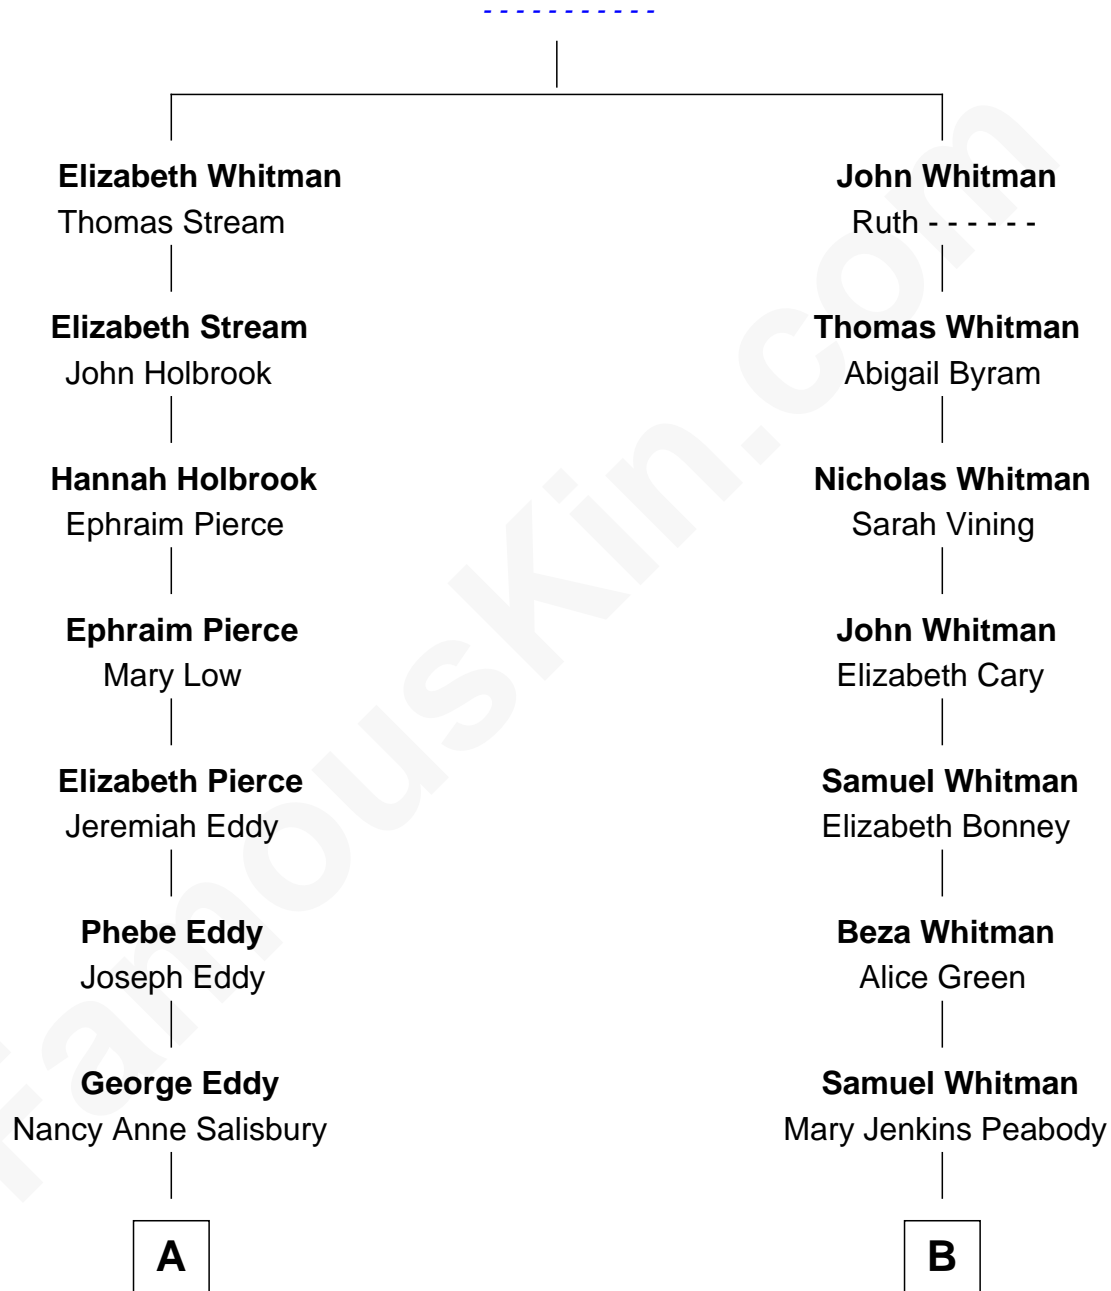 - - - - - - - - - - -
Elizabeth Whitman
Thomas Stream
John Whitman
Ruth - - - - - -
Elizabeth Stream
John Holbrook
Thomas Whitman
Abigail Byram
Hannah Holbrook
Ephraim Pierce
Nicholas Whitman
Sarah Vining
Ephraim Pierce
Mary Low
John Whitman
Elizabeth Cary
Elizabeth Pierce
Jeremiah Eddy
Samuel Whitman
Elizabeth Bonney
Phebe Eddy
Joseph Eddy
Beza Whitman
Alice Green
George Eddy
Nancy Anne Salisbury
Samuel Whitman
Mary Jenkins Peabody
A
B
FamousKin.com